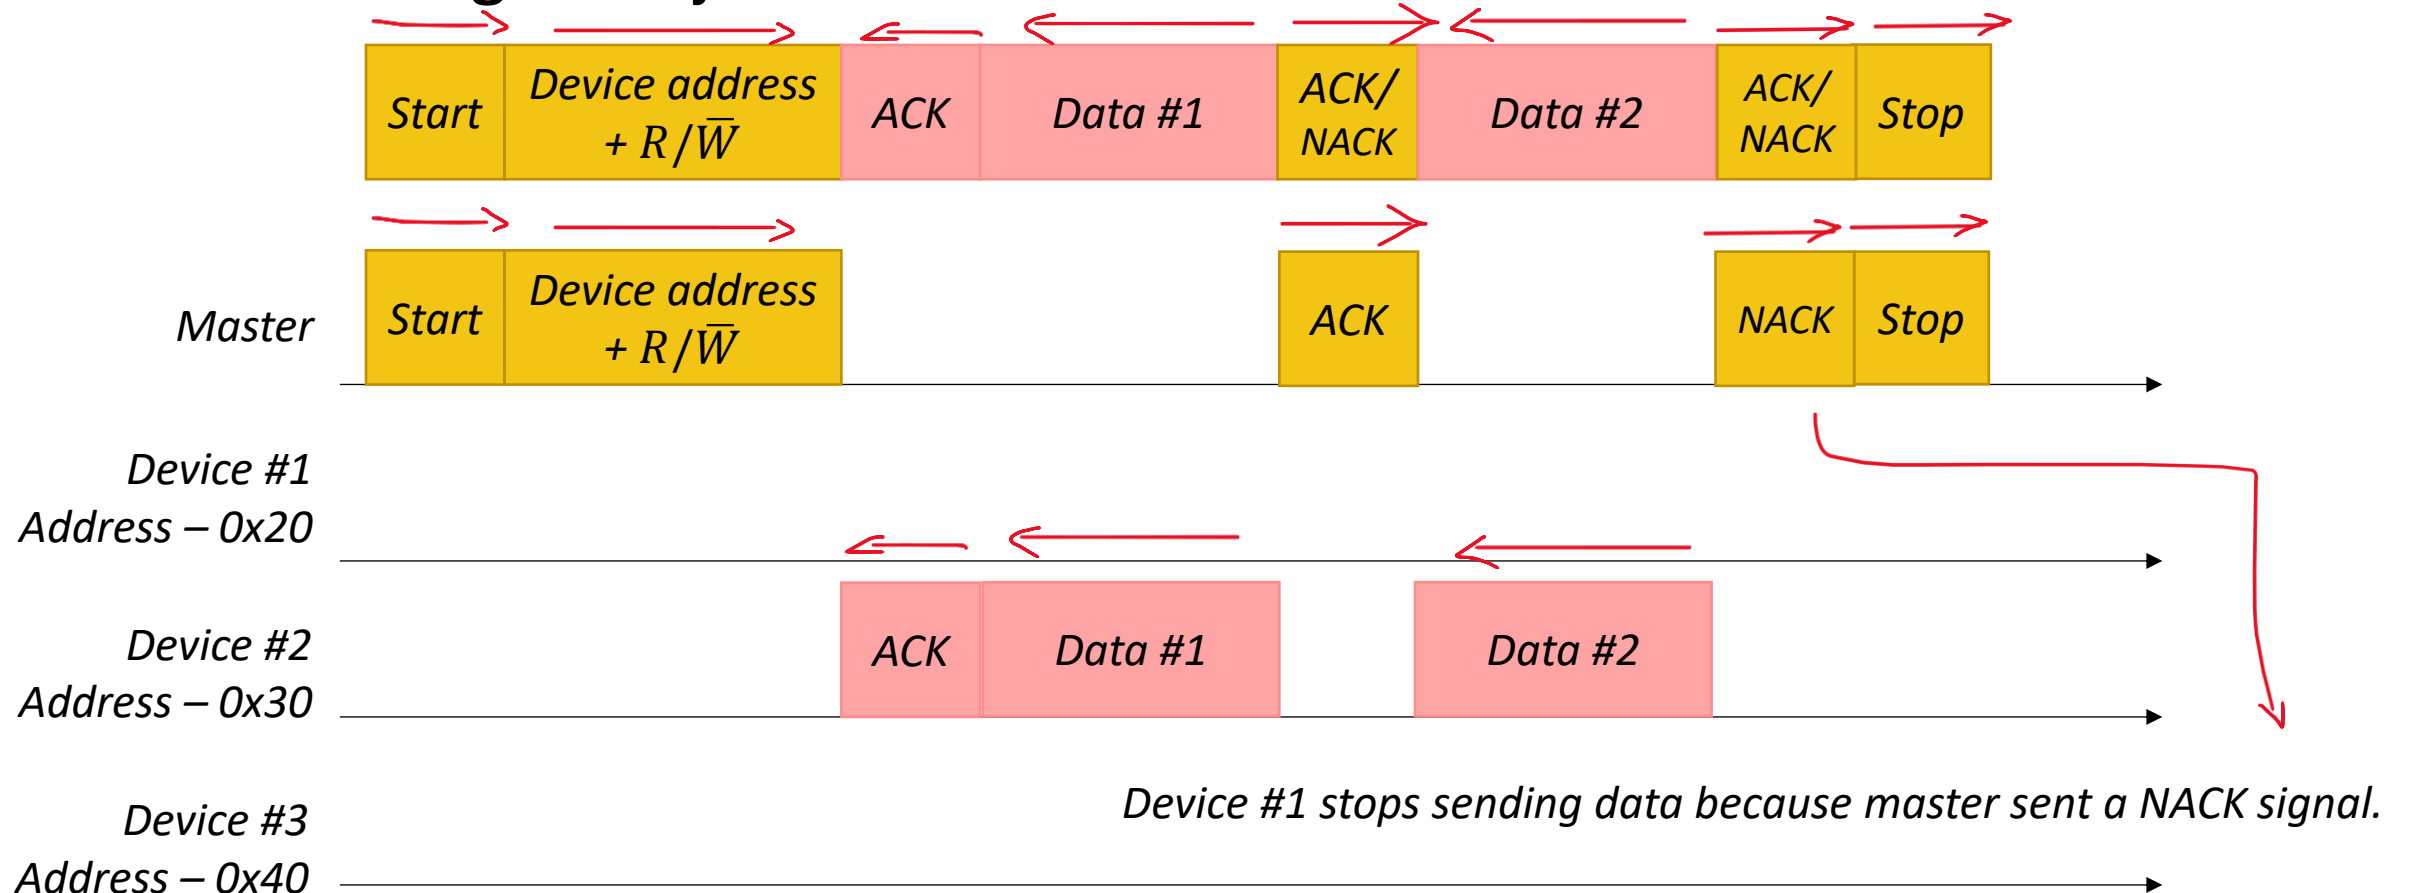 Start
Device address
+ R/W̅
ACK
Data #1
ACK/
NACK
Data #2
ACK/
NACK
Stop
Master
Start
Device address
+ R/W̅
ACK
NACK
Stop
Device #1
Address – 0x20
Device #2
Address – 0x30
ACK
Data #1
Data #2
Device #1 stops sending data because master sent a NACK signal.
Device #3
Address – 0x40